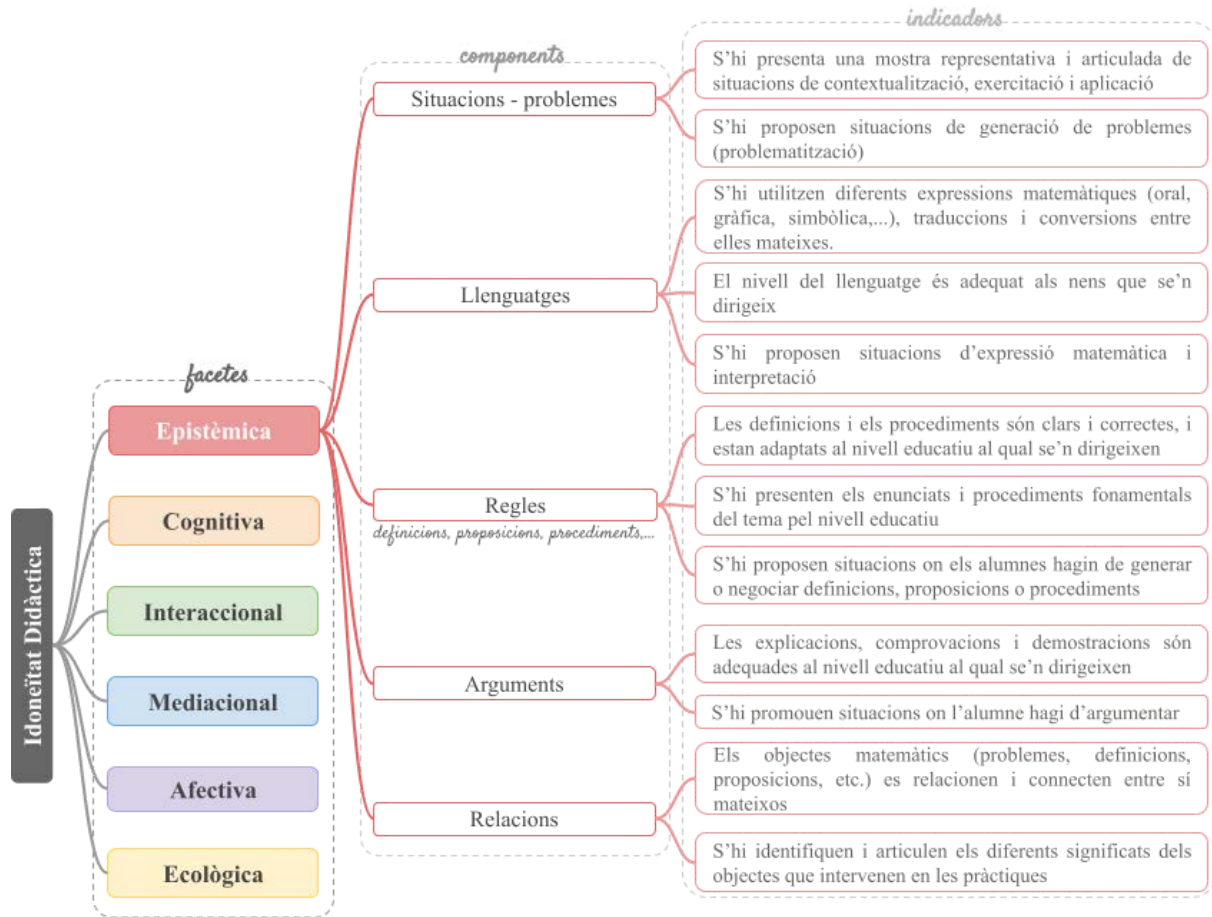 indicadors
components
facetes
Idoneïtat Didàctica
Epistèmica
Cognitiva
Interaccional
Mediacional
Afectiva
Ecològica
Situacions - problemes
S'hi presenta una mostra representativa i articulada de
situacions de contextualització, exercitació i aplicació
S'hi proposen situacions de generació de problemes
(problematització)
Llenguatges
S'hi utilitzen diferents expressions matemàtiques (oral,
gràfica, simbòlica,...), traduccions i conversions entre
elles mateixes.
El nivell del llenguatge és adequat als nens que se'n
dirigeix
S'hi proposen situacions d'expressió matemàtica i
interpretació
Regles
definicions, proposicions, procediments,...
Les definicions i els procediments són clars i correctes, i
estan adaptats al nivell educatiu al qual se'n dirigeixen
S'hi presenten els enunciats i procediments fonamentals
del tema pel nivell educatiu
S'hi proposen situacions on els alumnes hagin de generar
o negociar definicions, proposicions o procediments
Arguments
Les explicacions, comprovacions i demostracions són
adequades al nivell educatiu al qual se'n dirigeixen
S'hi promouen situacions on l'alumne hagi d'argumentar
Relacions
Els objectes matemàtics (problemes, definicions,
proposicions, etc.) es relacionen i connecten entre sí
mateixos
S'hi identifiquen i articulen els diferents significats dels
objectes que intervenen en les pràctiques